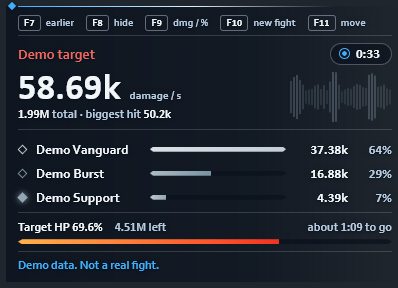 F7 earlier F8 hide F9 dmg / % F10 new fight F11 move
Demo target 0:33
58.69k damage / s
1.99M total · biggest hit 50.2k
Demo Vanguard 37.38k 64%
Demo Burst 16.88k 29%
Demo Support 4.39k 7%
Target HP 69.6% 4.51M left about 1:09 to go
Demo data. Not a real fight.